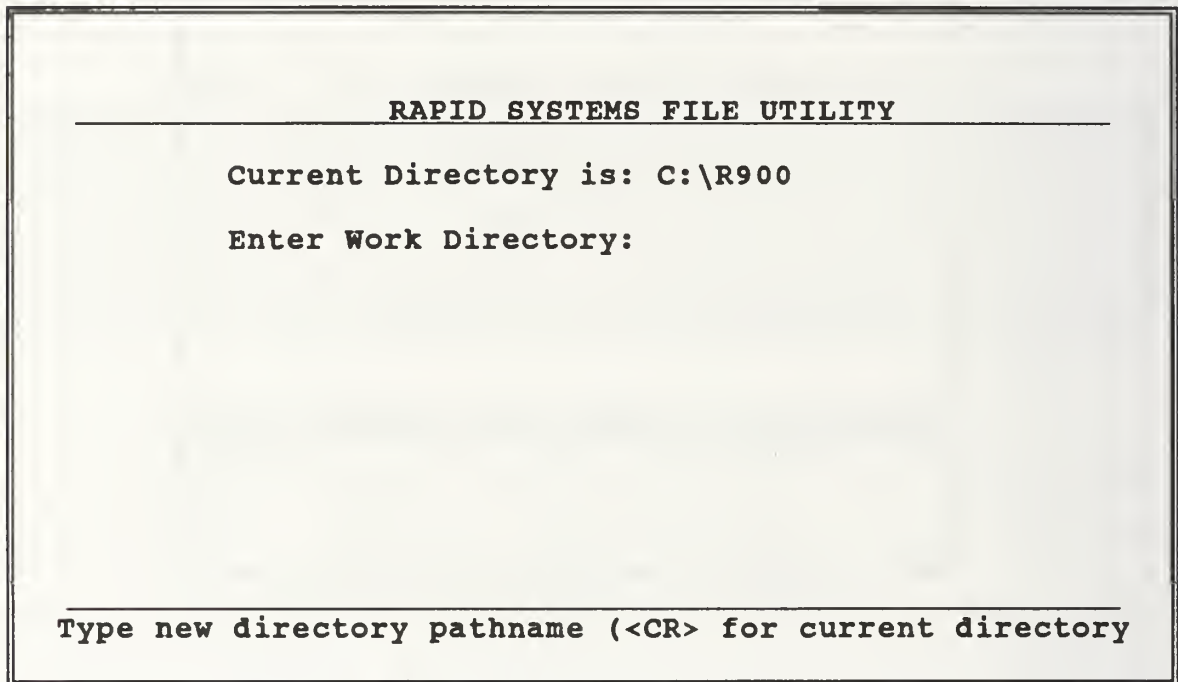 RAPID SYSTEMS FILE UTILITY
Current Directory is: C:\R900
Enter Work Directory:
Type new directory pathname (<CR> for current directory